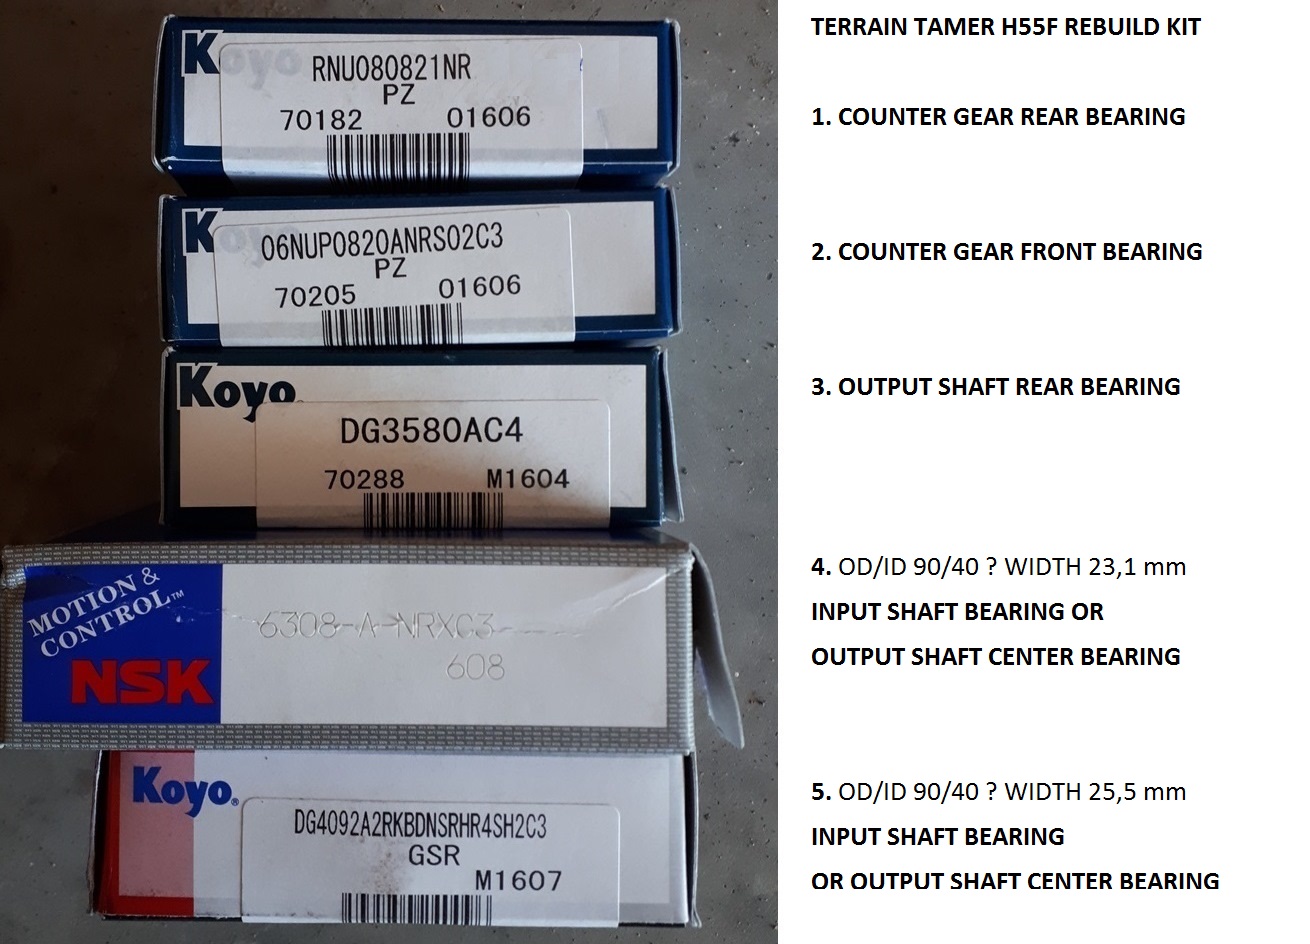 Koyo
RNU080821NR
PZ
70182 01606
Koyo
06NUP0820ANRS02C3
PZ
70205 01606
Koyo
DG3580AC4
70288 M1604
MOTION &
CONTROL™
NSK
6308-A-NRXC3
608
Koyo®
DG4092A2RKBDNSRHR4SH2C3
GSR
M1607
TERRAIN TAMER H55F REBUILD KIT
1. COUNTER GEAR REAR BEARING
2. COUNTER GEAR FRONT BEARING
3. OUTPUT SHAFT REAR BEARING
4. OD/ID 90/40 ? WIDTH 23,1 mm
INPUT SHAFT BEARING OR
OUTPUT SHAFT CENTER BEARING
5. OD/ID 90/40 ? WIDTH 25,5 mm
INPUT SHAFT BEARING
OR OUTPUT SHAFT CENTER BEARING